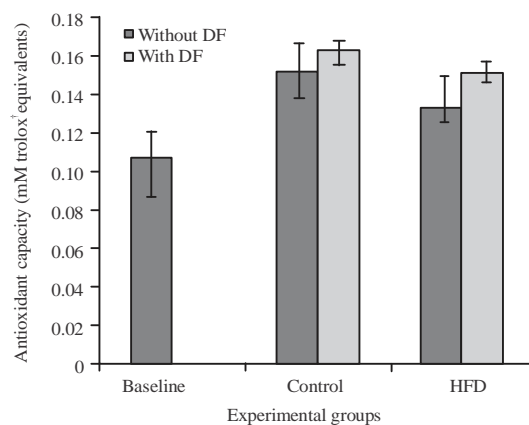 Antioxidant capacity (mM trolox† equivalents)
0.18
0.16
0.14
0.12
0.10
0.08
0.06
0.04
0.02
0
Without DF
With DF
Baseline
Control
HFD
Experimental groups